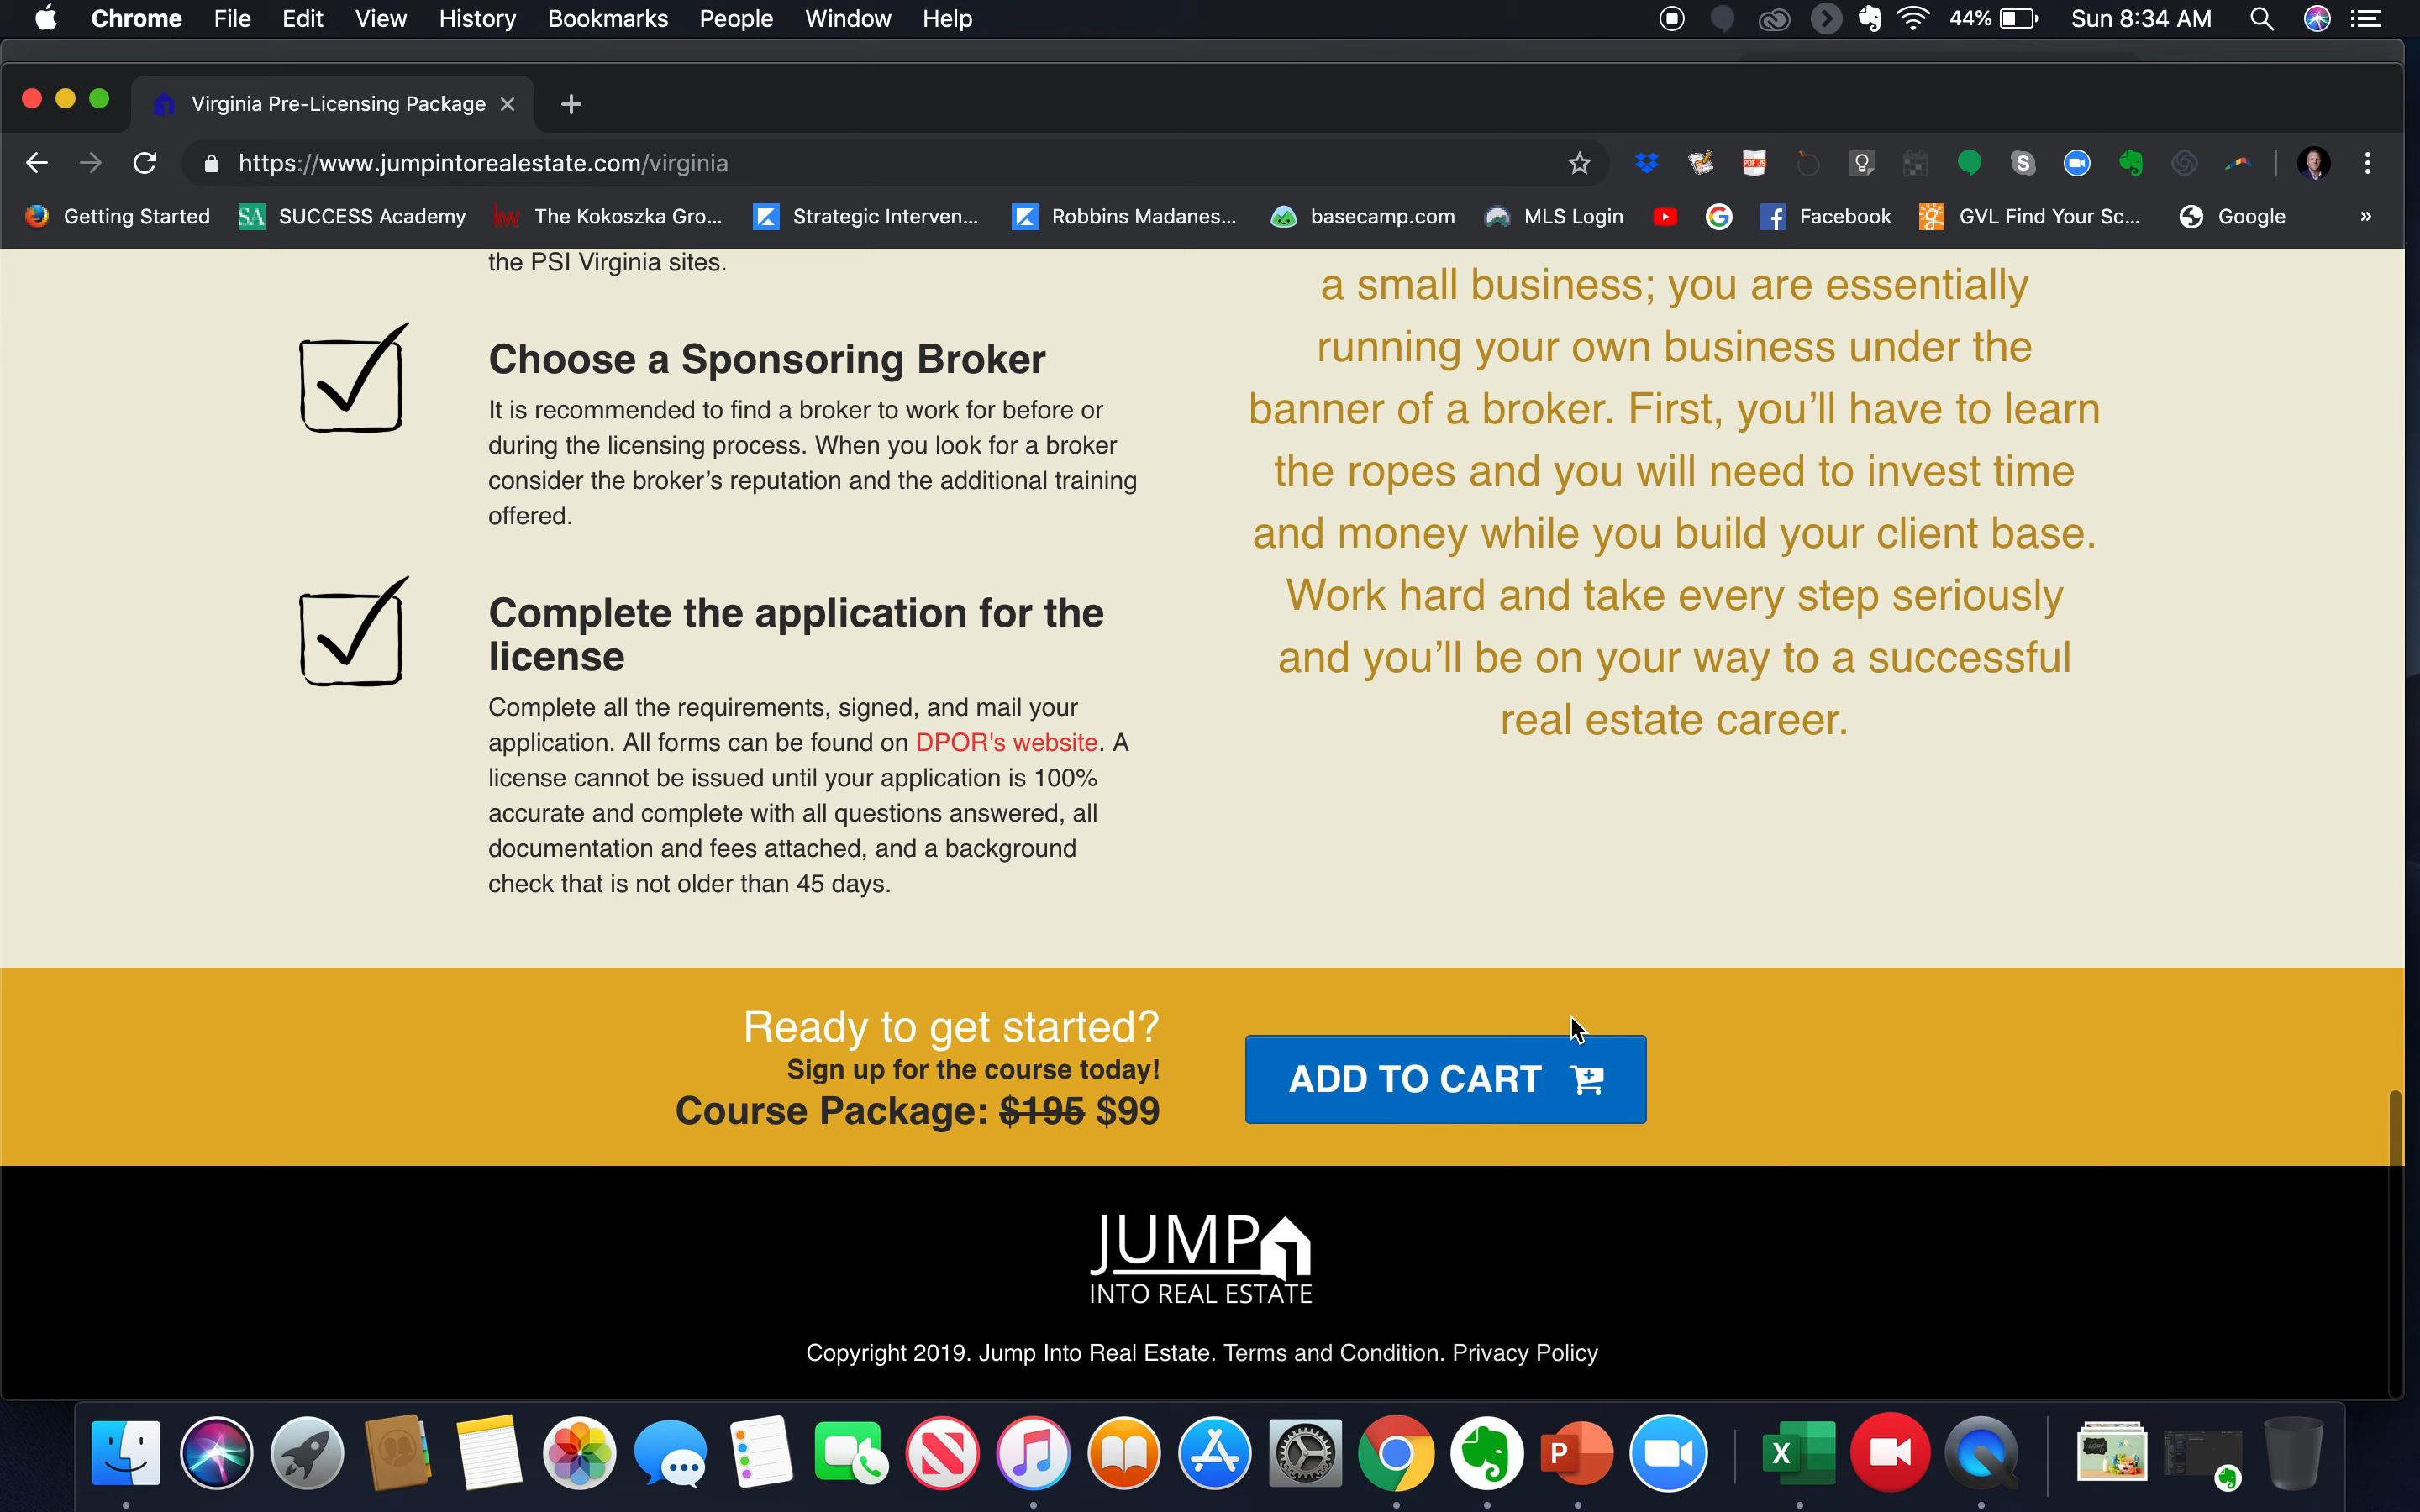 Chrome File Edit View History Bookmarks People Window Help 44% Sun 8:34 AM
Virginia Pre-Licensing Package
https://www.jumpintorealestate.com/virginia
Getting Started SUCCESS Academy The Kokoszka Gro... Strategic Interven... Robbins Madanes... basecamp.com MLS Login Facebook GVL Find Your Sc... Google »
the PSI Virginia sites.
Choose a Sponsoring Broker
It is recommended to find a broker to work for before or
during the licensing process. When you look for a broker
consider the broker’s reputation and the additional training
offered.
Complete the application for the
license
Complete all the requirements, signed, and mail your
application. All forms can be found on DPOR's website. A
license cannot be issued until your application is 100%
accurate and complete with all questions answered, all
documentation and fees attached, and a background
check that is not older than 45 days.
a small business; you are essentially
running your own business under the
banner of a broker. First, you’ll have to learn
the ropes and you will need to invest time
and money while you build your client base.
Work hard and take every step seriously
and you’ll be on your way to a successful
real estate career.
Ready to get started?
Sign up for the course today!
Course Package: $195 $99
ADD TO CART
JUMP
INTO REAL ESTATE
Copyright 2019. Jump Into Real Estate. Terms and Condition. Privacy Policy